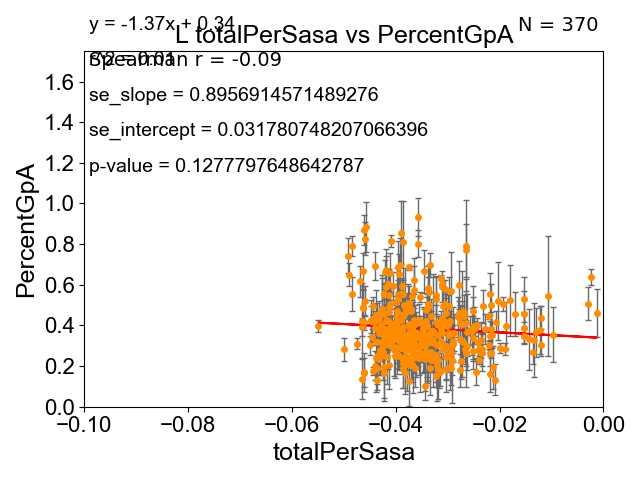 y = -1.37x + 0.34
N = 370
L totalPerSasa vs PercentGpA
R^2 = 0.01
Spearman r = -0.09
se_slope = 0.8956914571489276
se_intercept = 0.031780748207066396
p-value = 0.1277797648642787
PercentGpA
1.6
1.4
1.2
1.0
0.8
0.6
0.4
0.2
0.0
−0.10
−0.08
−0.06
−0.04
−0.02
0.00
totalPerSasa